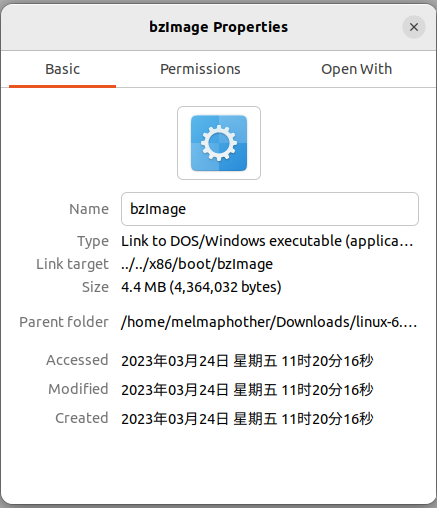 bzImage Properties
Basic Permissions Open With
Name bzImage
Type Link to DOS/Windows executable (applica...
Link target ../../x86/boot/bzImage
Size 4.4 MB (4,364,032 bytes)
Parent folder /home/melmaphother/Downloads/linux-6....
Accessed 2023年03月24日 星期五 11时20分16秒
Modified 2023年03月24日 星期五 11时20分16秒
Created 2023年03月24日 星期五 11时20分16秒